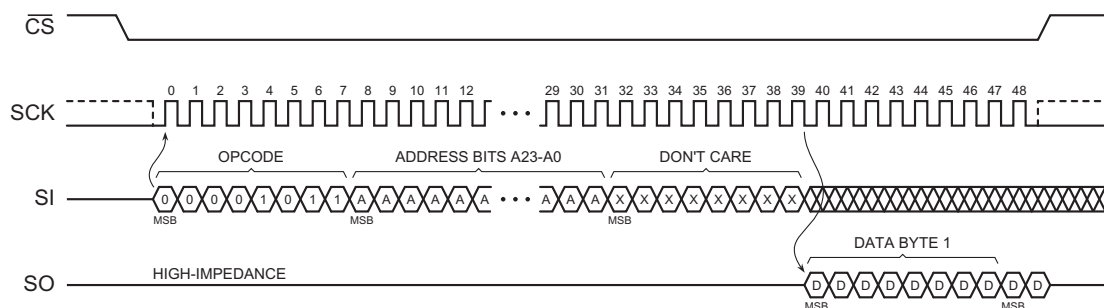 CS
SCK
0 1 2 3 4 5 6 7 8 9 10 11 12 29 30 31 32 33 34 35 36 37 38 39 40 41 42 43 44 45 46 47 48
• • •
OPCODE ADDRESS BITS A23-A0 DON'T CARE
SI
0 0 0 0 1 0 1 1 A A A A A A • • • A A A X X X X X X X X
MSB MSB MSB
DATA BYTE 1
SO
HIGH-IMPEDANCE
D D D D D D D D D D
MSB MSB